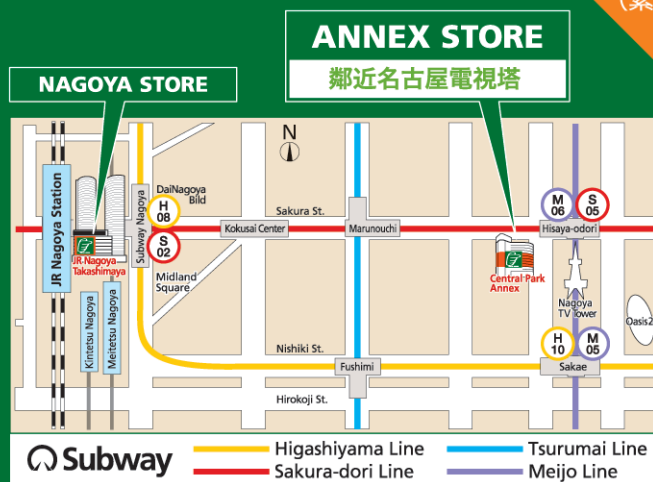 ANNEX STORE
鄰近名古屋電視塔
NAGOYA STORE
N
JR Nagoya Station
DaiNagoya
Bild
H
08
S
02
Subway Nagoya
JR Nagoya
Takashimaya
Kintetsu Nagoya
Meitetsu Nagoya
Midland
Square
Sakura St.
Kokusai Center
Marunouchi
M
06
S
05
Hisaya-odori
Central Park
Annex
Nagoya
TV Tower
Oasis2
H
10
M
05
Nishiki St.
Fushimi
Sakae
Hirokoji St.
Subway
Higashiyama Line
Tsurumai Line
Sakura-dori Line
Meijo Line